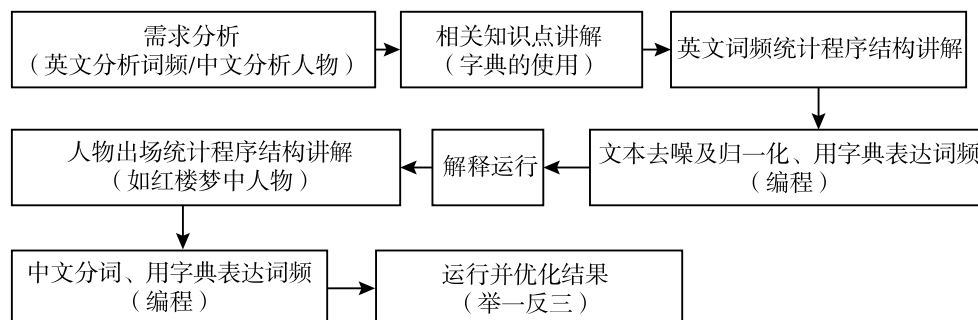 需求分析
（英文分析词频/中文分析人物）
相关知识点讲解
（字典的使用）
英文词频统计程序结构讲解
文本去噪及归一化、用字典表达词频
（编程）
解释运行
人物出场统计程序结构讲解
（如红楼梦中人物）
中文分词、用字典表达词频
（编程）
运行并优化结果
（举一反三）